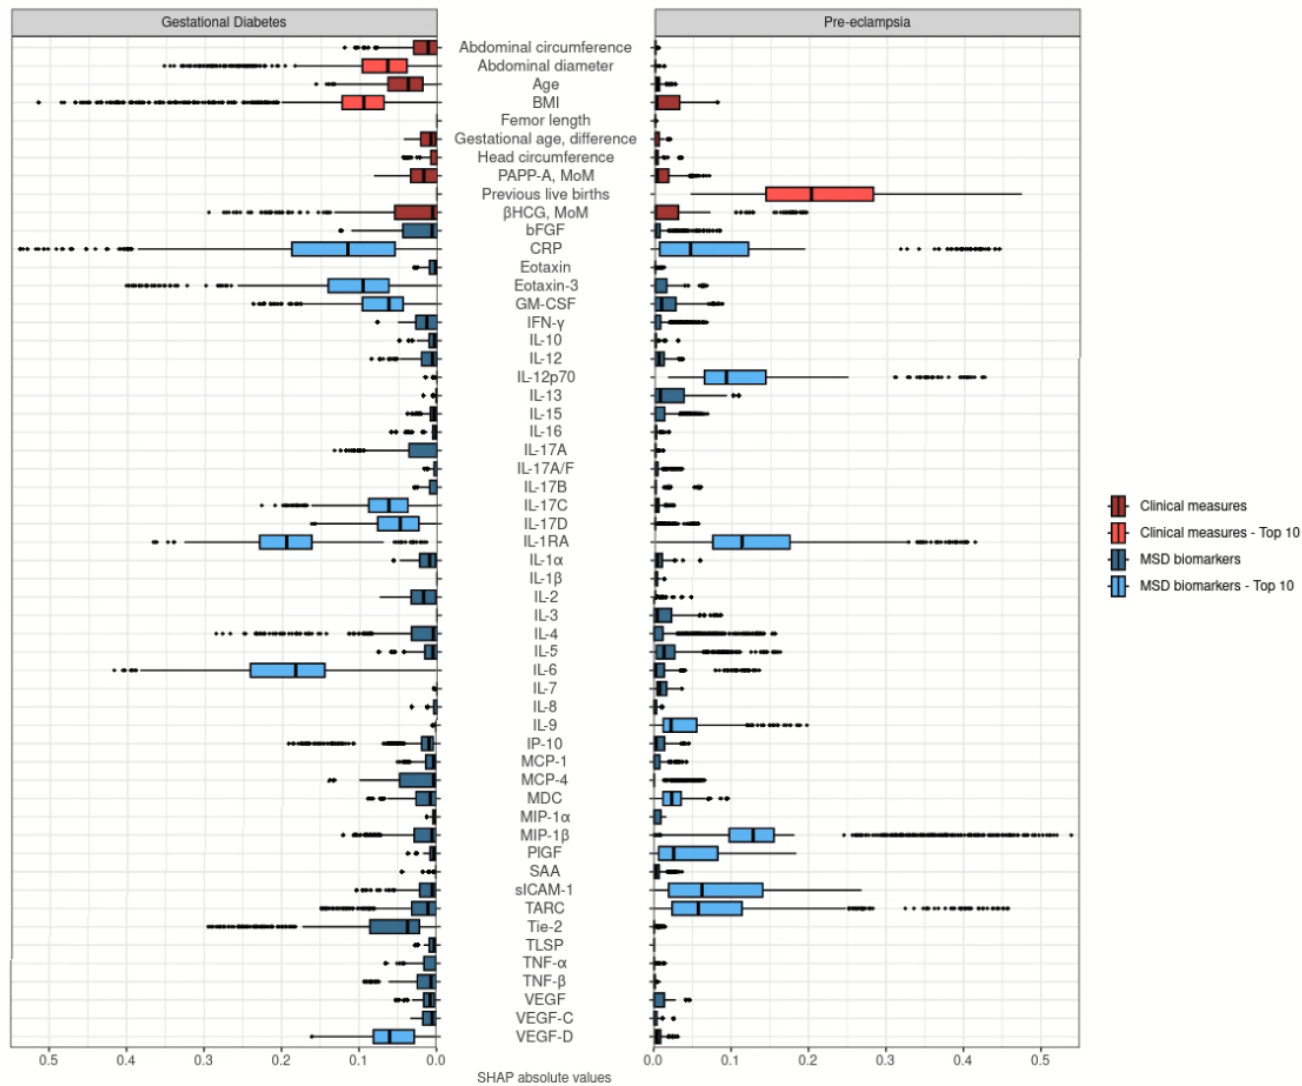 Gestational Diabetes
Pre-eclampsia
Abdominal circumference
Abdominal diameter
Age
BMI
Femor length
Gestational age, difference
Head circumference
PAPP-A, MoM
Previous live births
βHCG, MoM
bFGF
CRP
Eotaxin
Eotaxin-3
GM-CSF
IFN-γ
IL-10
IL-12
IL-12p70
IL-13
IL-15
IL-16
IL-17A
IL-17A/F
IL-17B
IL-17C
IL-17D
IL-1RA
IL-1α
IL-1β
IL-2
IL-3
IL-4
IL-5
IL-6
IL-7
IL-8
IL-9
IP-10
MCP-1
MCP-4
MDC
MIP-1α
MIP-1β
PlGF
SAA
sICAM-1
TARC
Tie-2
TLSP
TNF-α
TNF-β
VEGF
VEGF-C
VEGF-D
0.5 0.4 0.3 0.2 0.1 0.0
0.0 0.1 0.2 0.3 0.4 0.5
SHAP absolute values
Clinical measures
Clinical measures - Top 10
MSD biomarkers
MSD biomarkers - Top 10